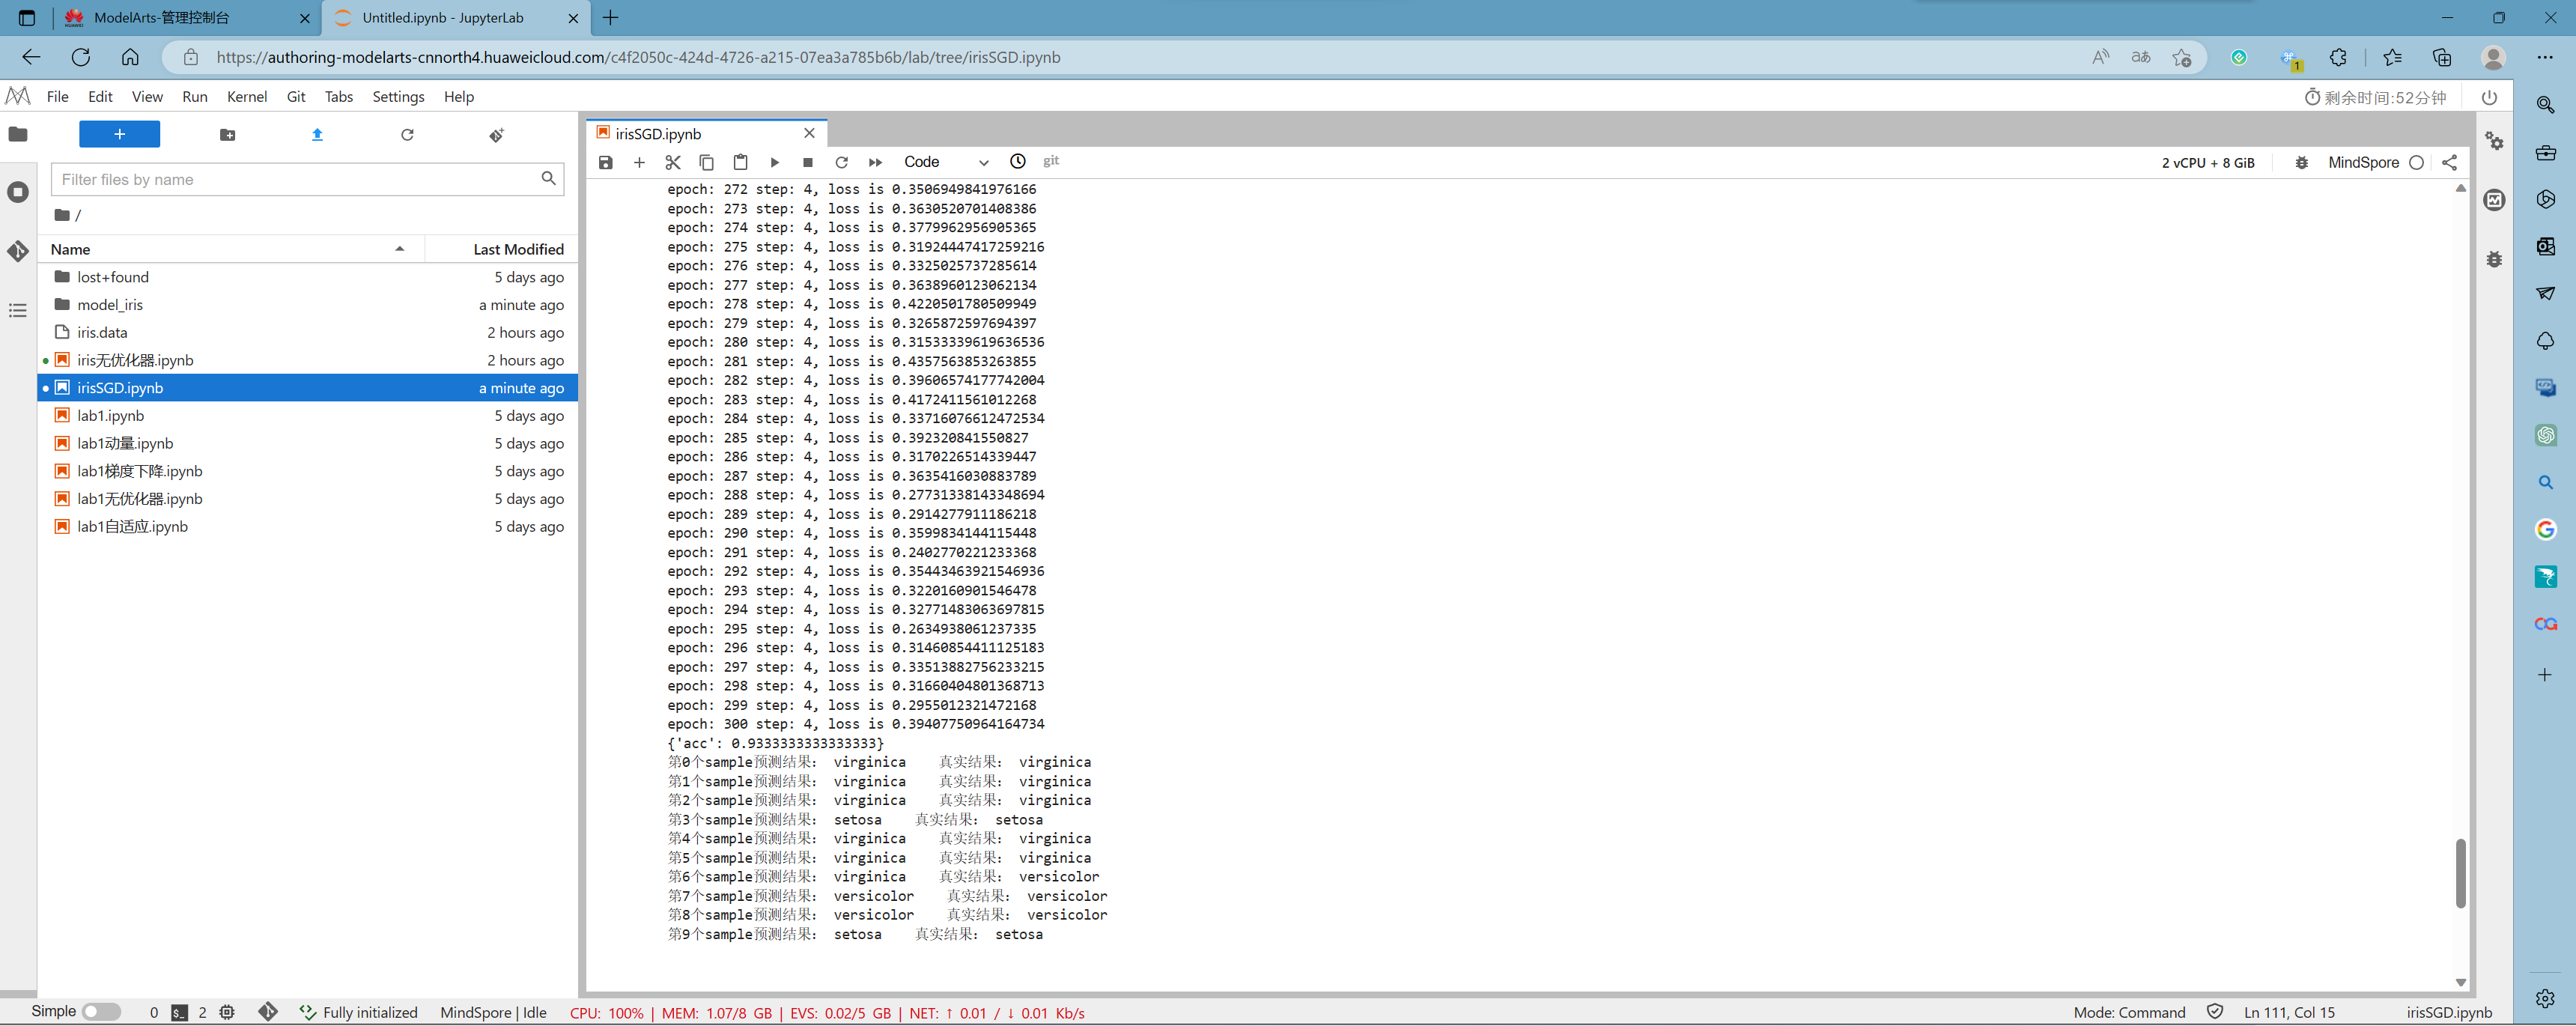 ModelArts-管理控制台
Untitled.ipynb - JupyterLab
https://authoring-modelarts-cnnorth4.huaweicloud.com/c4f2050c-424d-4726-a215-07ea3a785b6b/lab/tree/irisSGD.ipynb
File Edit View Run Kernel Git Tabs Settings Help
剩余时间:52分钟
Filter files by name
/
Name Last Modified
lost+found 5 days ago
model_iris a minute ago
iris.data 2 hours ago
iris无优化器.ipynb 2 hours ago
irisSGD.ipynb a minute ago
lab1.ipynb 5 days ago
lab1动量.ipynb 5 days ago
lab1梯度下降.ipynb 5 days ago
lab1无优化器.ipynb 5 days ago
lab1自适应.ipynb 5 days ago
irisSGD.ipynb
Code git 2 vCPU + 8 GiB MindSpore
epoch: 272 step: 4, loss is 0.3506949841976166
epoch: 273 step: 4, loss is 0.3630520701408386
epoch: 274 step: 4, loss is 0.3779962956905365
epoch: 275 step: 4, loss is 0.31924447417259216
epoch: 276 step: 4, loss is 0.3325025737285614
epoch: 277 step: 4, loss is 0.3638960123062134
epoch: 278 step: 4, loss is 0.4220501780509949
epoch: 279 step: 4, loss is 0.3265872597694397
epoch: 280 step: 4, loss is 0.31533339619636536
epoch: 281 step: 4, loss is 0.4357563853263855
epoch: 282 step: 4, loss is 0.39606574177742004
epoch: 283 step: 4, loss is 0.4172411561012268
epoch: 284 step: 4, loss is 0.33716076612472534
epoch: 285 step: 4, loss is 0.392320841550827
epoch: 286 step: 4, loss is 0.3170226514339447
epoch: 287 step: 4, loss is 0.3635416030883789
epoch: 288 step: 4, loss is 0.27731338143348694
epoch: 289 step: 4, loss is 0.2914277911186218
epoch: 290 step: 4, loss is 0.3599834144115448
epoch: 291 step: 4, loss is 0.2402770221233368
epoch: 292 step: 4, loss is 0.35443463921546936
epoch: 293 step: 4, loss is 0.3220160901546478
epoch: 294 step: 4, loss is 0.32771483063697815
epoch: 295 step: 4, loss is 0.2634938061237335
epoch: 296 step: 4, loss is 0.31460854411125183
epoch: 297 step: 4, loss is 0.33513882756233215
epoch: 298 step: 4, loss is 0.31660404801368713
epoch: 299 step: 4, loss is 0.2955012321472168
epoch: 300 step: 4, loss is 0.39407750964164734
{'acc': 0.9333333333333333}
第0个sample预测结果： virginica 真实结果： virginica
第1个sample预测结果： virginica 真实结果： virginica
第2个sample预测结果： virginica 真实结果： virginica
第3个sample预测结果： setosa 真实结果： setosa
第4个sample预测结果： virginica 真实结果： virginica
第5个sample预测结果： virginica 真实结果： virginica
第6个sample预测结果： virginica 真实结果： versicolor
第7个sample预测结果： versicolor 真实结果： versicolor
第8个sample预测结果： versicolor 真实结果： versicolor
第9个sample预测结果： setosa 真实结果： setosa
Simple 0 2 Fully initialized MindSpore | Idle CPU: 100% | MEM: 1.07/8 GB | EVS: 0.02/5 GB | NET: ↑ 0.01 / ↓ 0.01 Kb/s Mode: Command Ln 111, Col 15 irisSGD.ipynb